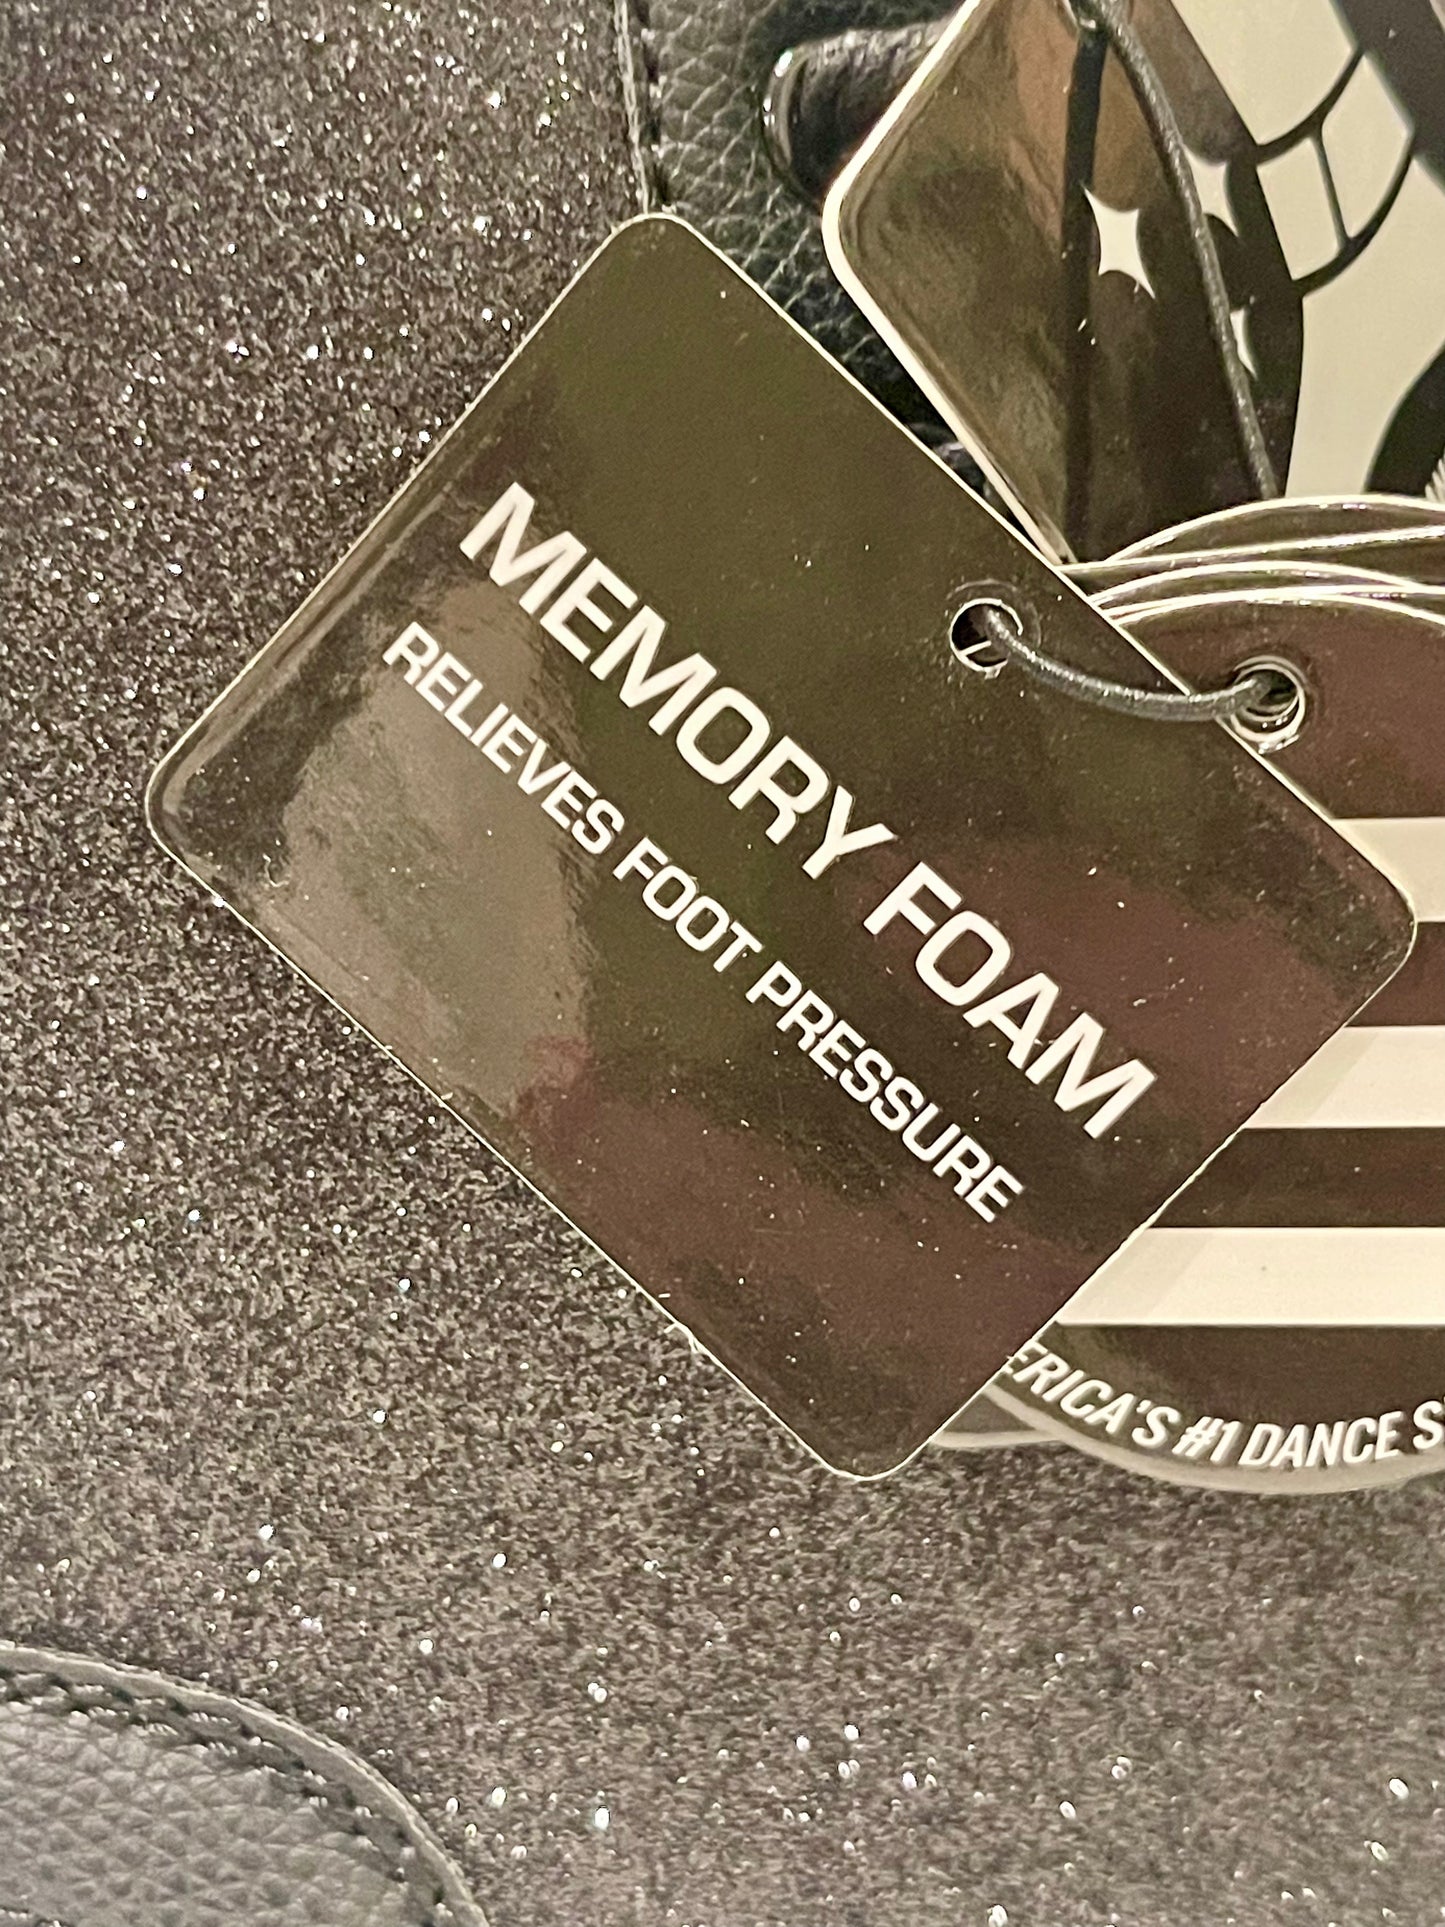 MEMORY FOAM
RELIEVES FOOT PRESSURE
ERICA'S #1 DANCE S